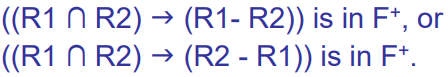 ((R1 ∩ R2) → (R1- R2)) is in F⁺, or
((R1 ∩ R2) → (R2 - R1)) is in F⁺.